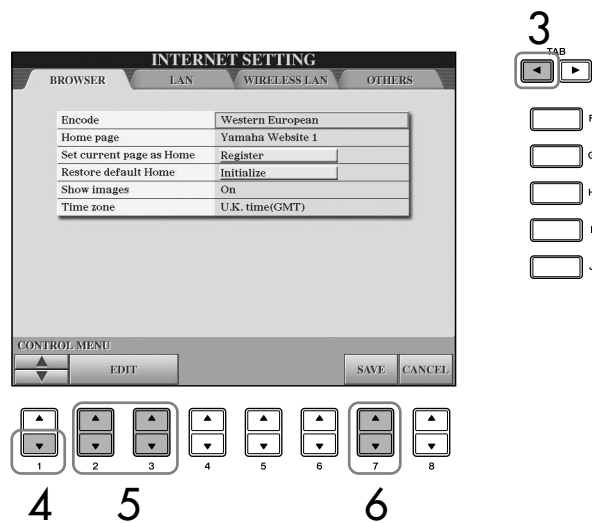 3
TAB
INTERNET SETTING
BROWSER LAN WIRELESS LAN OTHERS
Encode Western European
Home page Yamaha Website 1
Set current page as Home Register
Restore default Home Initialize
Show images On
Time zone U.K. time(GMT)
CONTROL MENU
EDIT SAVE CANCEL
1 2 3 4 5 6 7 8
4 5 6